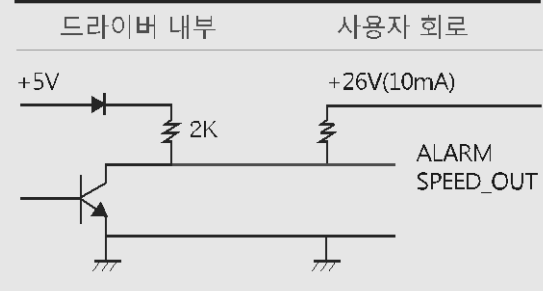 드라이버 내부
사용자 회로
+5V
+26V(10mA)
2K
ALARM
SPEED_OUT